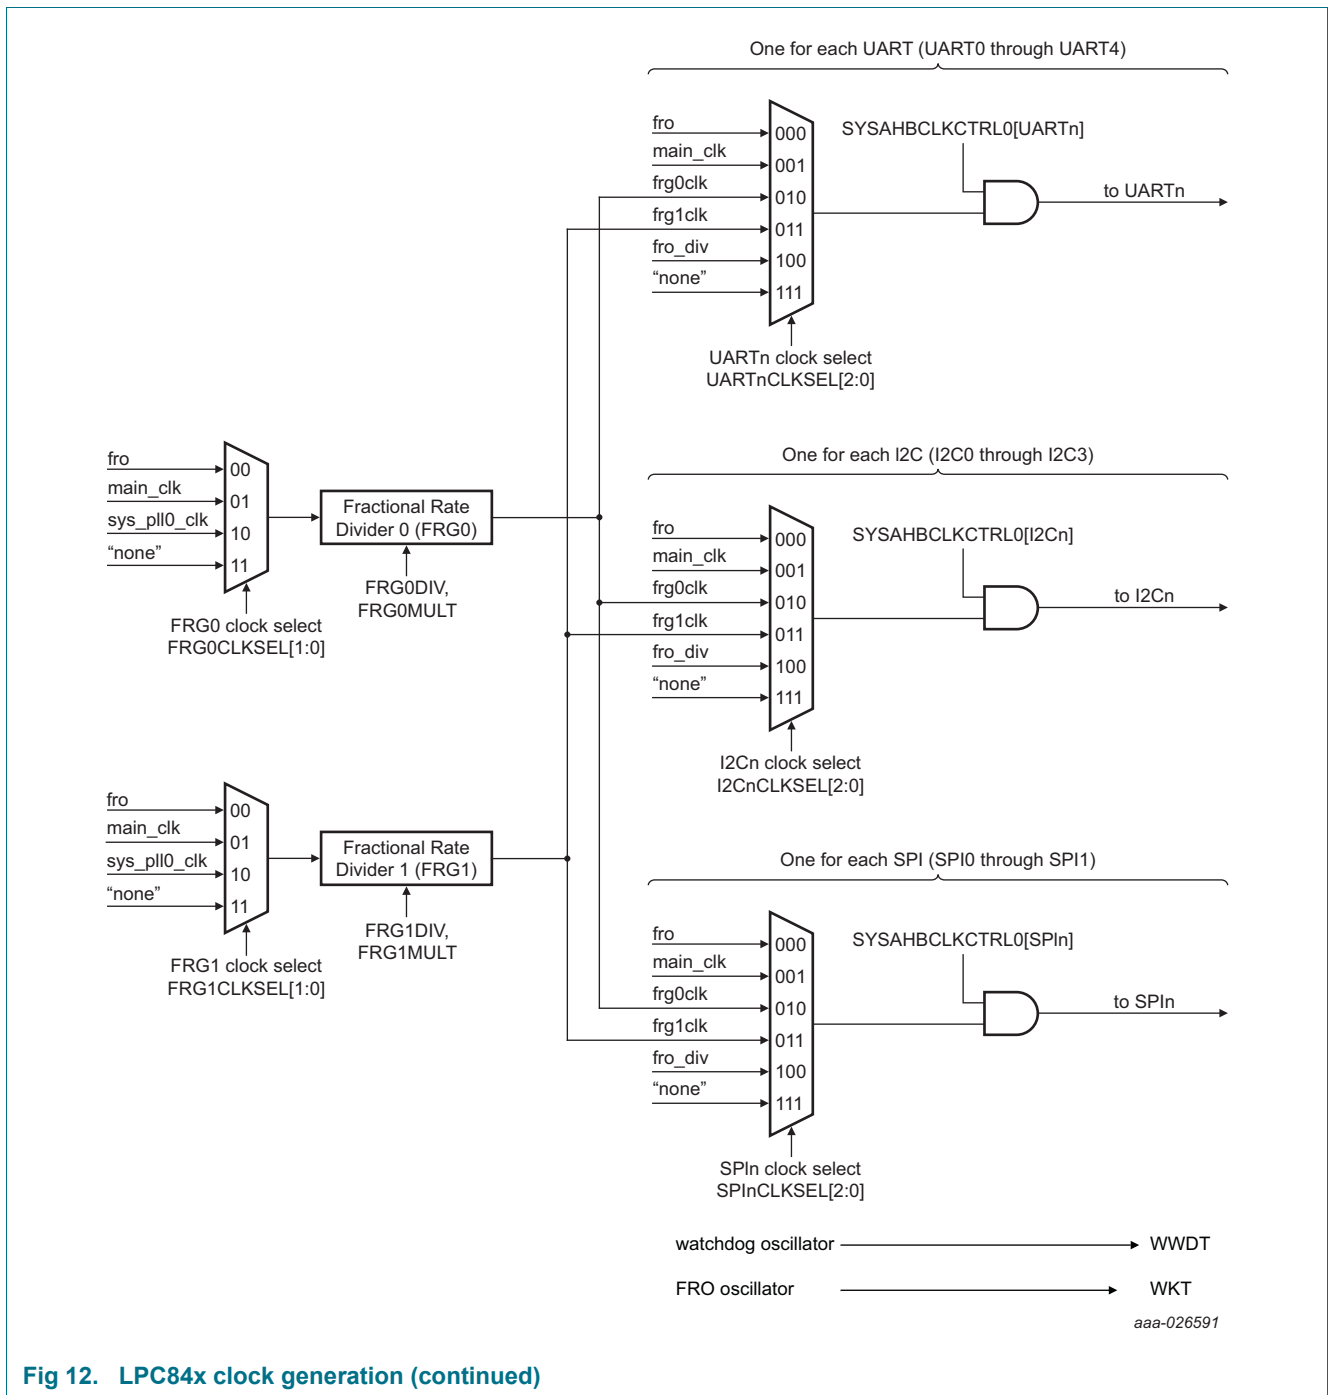 One for each UART (UART0 through UART4)
fro
000
SYSAHBCLKCTRL0[UARTn]
main_clk
001
frg0clk
010
to UARTn
frg1clk
011
fro_div
100
“none”
111
UARTn clock select
UARTnCLKSEL[2:0]
fro
00
main_clk
01
sys_pll0_clk
10
“none”
11
Fractional Rate
Divider 0 (FRG0)
FRG0DIV,
FRG0MULT
FRG0 clock select
FRG0CLKSEL[1:0]
One for each I2C (I2C0 through I2C3)
fro
000
SYSAHBCLKCTRL0[I2Cn]
main_clk
001
frg0clk
010
to I2Cn
frg1clk
011
fro_div
100
“none”
111
I2Cn clock select
I2CnCLKSEL[2:0]
fro
00
main_clk
01
sys_pll0_clk
10
“none”
11
Fractional Rate
Divider 1 (FRG1)
FRG1DIV,
FRG1MULT
FRG1 clock select
FRG1CLKSEL[1:0]
One for each SPI (SPI0 through SPI1)
fro
000
SYSAHBCLKCTRL0[SPIn]
main_clk
001
frg0clk
010
to SPIn
frg1clk
011
fro_div
100
“none”
111
SPIn clock select
SPInCLKSEL[2:0]
watchdog oscillator
WWDT
FRO oscillator
WKT
aaa-026591
Fig 12. LPC84x clock generation (continued)